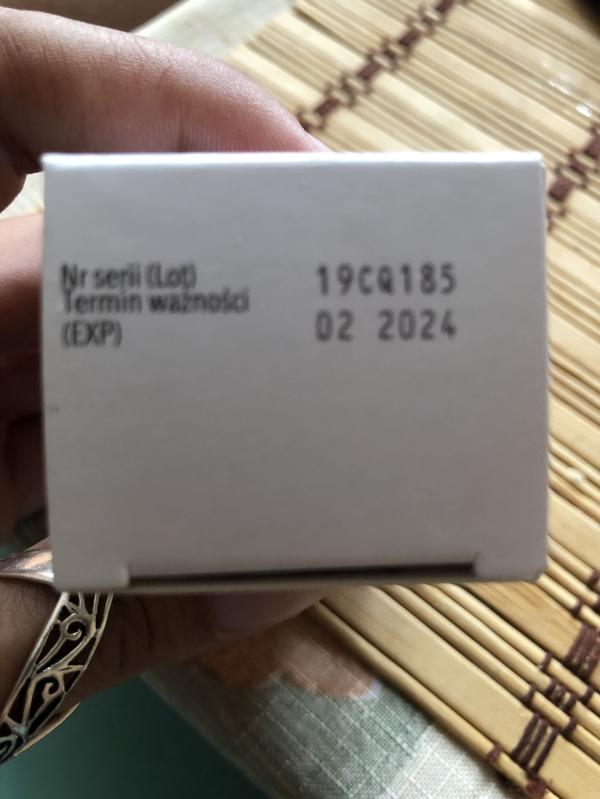 Nr serii (Lot) 19CQ185
Termin ważności
(EXP) 02 2024